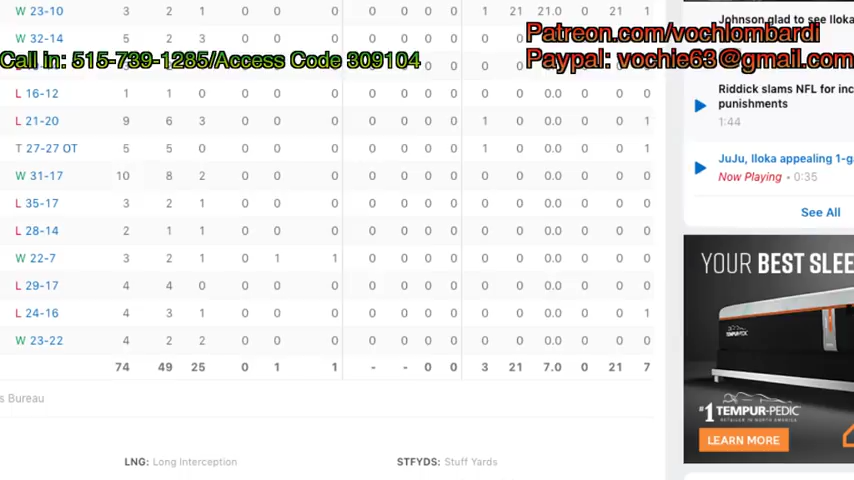 W 23-10 3 2 1 0 0 0 0 0 0 0 1 21 21.0 0 21 1
W 32-14 5 2 3 0 0
Call in: 515-739-1285/Access Code 309104
L 16-12 1 1 0 0 0 0 0 0 0 0 0 0 0.0 0 0 0
L 21-20 9 6 3 0 0 0 0 0 0 0 1 0 0.0 0 0 1
T 27-27 OT 5 5 0 0 0 0 0 0 0 0 1 0 0.0 0 0 1
W 31-17 10 8 2 0 0 0 0 0 0 0 0 0 0.0 0 0 0
L 35-17 3 2 1 0 0 0 0 0 0 0 0 0 0.0 0 0 0
L 28-14 2 1 1 0 0 0 0 0 0 0 0 0 0.0 0 0 0
W 22-7 3 2 1 0 1 1 0 0 0 0 0 0 0.0 0 0 0
L 29-17 4 4 0 0 0 0 0 0 0 0 0 0 0.0 0 0 0
L 24-16 4 3 1 0 0 0 0 0 0 0 0 0 0.0 0 0 1
W 23-22 4 2 2 0 0 0 0 0 0 0 0 0 0.0 0 0 0
74 49 25 0 1 1 - - 0 0 3 21 7.0 0 21 7
s Bureau
LNG: Long Interception
STFYDS: Stuff Yards
Johnson glad to see Iloka
Patreon.com/vochlombardi
Paypal: vochie63@gmail.com
Riddick slams NFL for inc
punishments
1:44
JuJu, Iloka appealing 1-ga
Now Playing • 0:35
See All
YOUR BEST SLEE
TEMPUR-PEDIC
#1 TEMPUR-PEDIC
RETAILER IN NORTH AMERICA
LEARN MORE